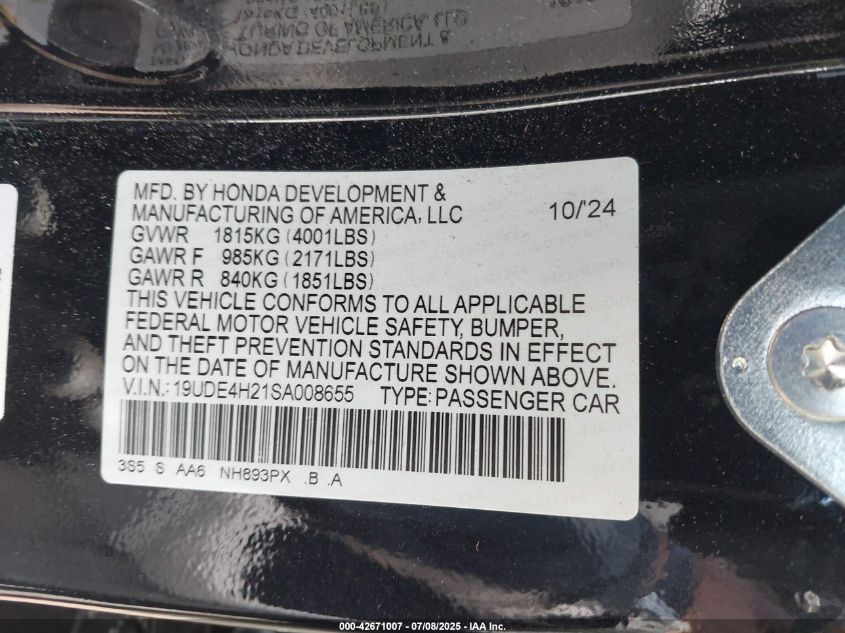 MFD. BY HONDA DEVELOPMENT &
MANUFACTURING OF AMERICA, LLC 10/'24
GVWR 1815KG (4001LBS)
GAWR F 985KG (2171LBS)
GAWR R 840KG (1851LBS)
THIS VEHICLE CONFORMS TO ALL APPLICABLE
FEDERAL MOTOR VEHICLE SAFETY, BUMPER,
AND THEFT PREVENTION STANDARDS IN EFFECT
ON THE DATE OF MANUFACTURE SHOWN ABOVE.
V.I.N.:19UDE4H21SA008655 TYPE:PASSENGER CAR
3S5 S AA6 NH893PX .B .A
000-42671007 - 07/08/2025 - IAA Inc.